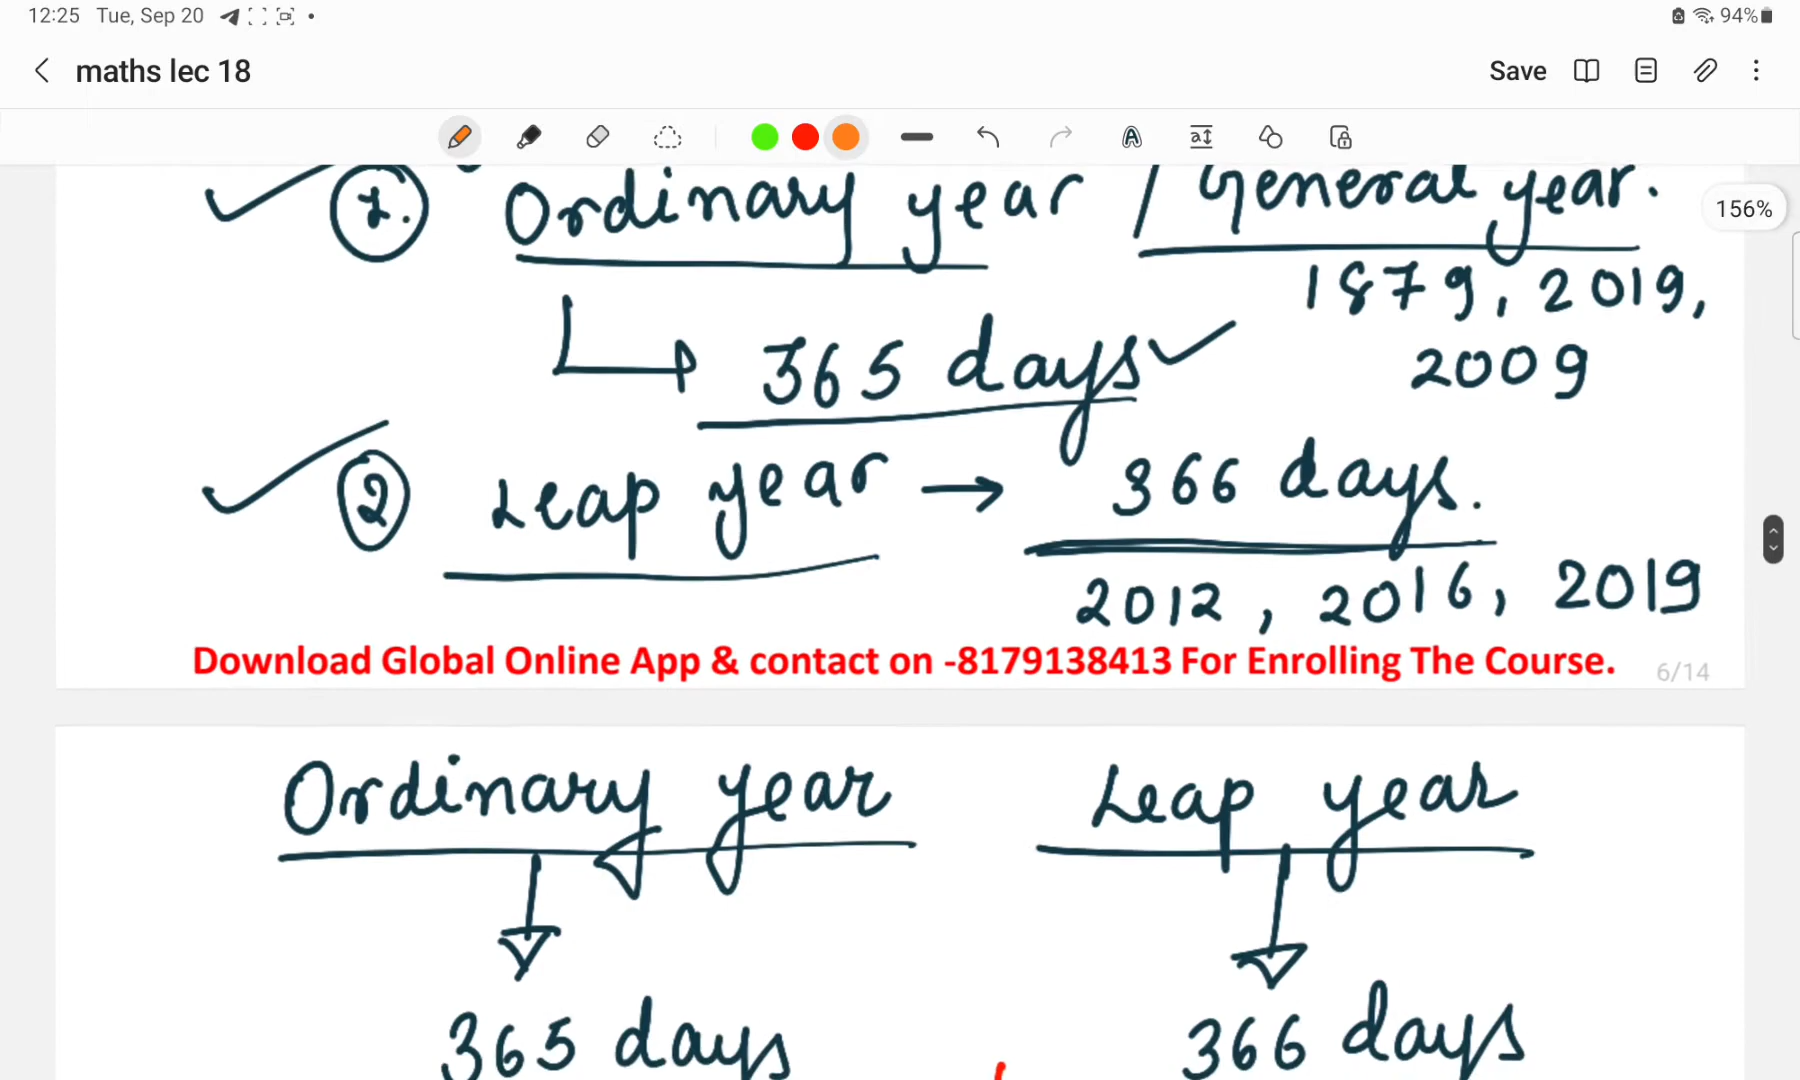 12:25 Tue, Sep 20 94%
maths lec 18 Save
156%
1. Ordinary year / General year.
1879, 2019,
365 days
2009
2 Leap year → 366 days.
2012, 2016, 2019
Download Global Online App & contact on -8179138413 For Enrolling The Course.
6/14
Ordinary year Leap year
365 days 366 days